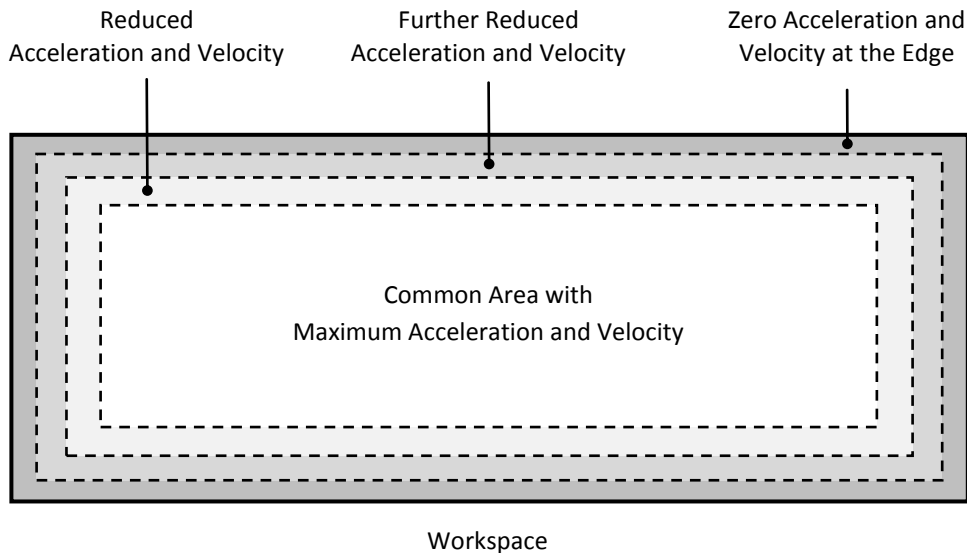 Reduced
Acceleration and Velocity
Further Reduced
Acceleration and Velocity
Zero Acceleration and
Velocity at the Edge
Common Area with
Maximum Acceleration and Velocity
Workspace